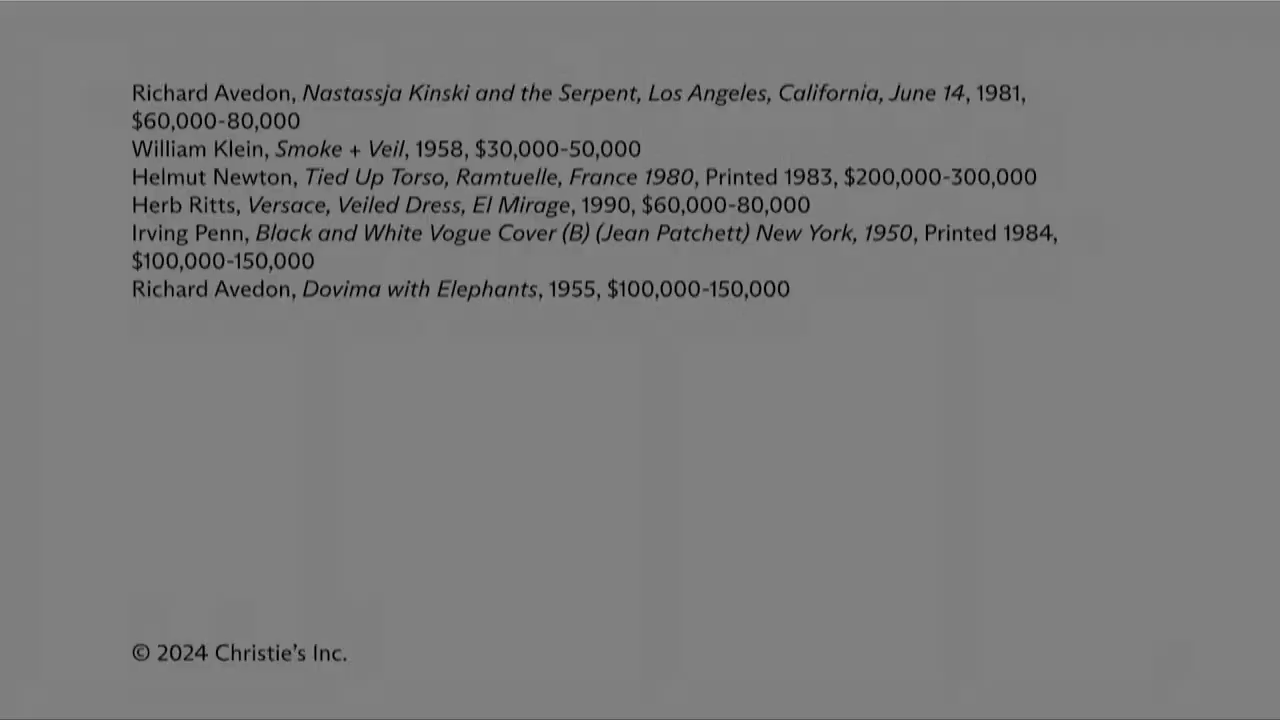 Richard Avedon, Nastassja Kinski and the Serpent, Los Angeles, California, June 14, 1981,
$60,000-80,000
William Klein, Smoke + Veil, 1958, $30,000-50,000
Helmut Newton, Tied Up Torso, Ramtuelle, France 1980, Printed 1983, $200,000-300,000
Herb Ritts, Versace, Veiled Dress, El Mirage, 1990, $60,000-80,000
Irving Penn, Black and White Vogue Cover (B) (Jean Patchett) New York, 1950, Printed 1984,
$100,000-150,000
Richard Avedon, Dovima with Elephants, 1955, $100,000-150,000
© 2024 Christie’s Inc.